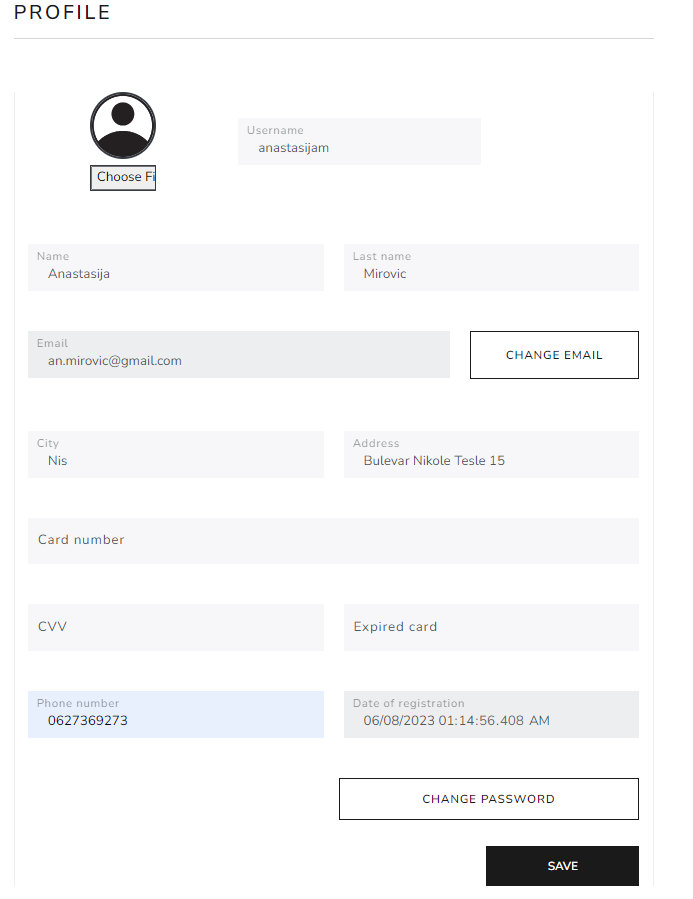 PROFILE
Username
anastasijam
Choose Fi
Name
Anastasija
Last name
Mirovic
Email
an.mirovic@gmail.com
CHANGE EMAIL
City
Nis
Address
Bulevar Nikole Tesle 15
Card number
CVV
Expired card
Phone number
0627369273
Date of registration
06/08/2023 01:14:56.408 AM
CHANGE PASSWORD
SAVE